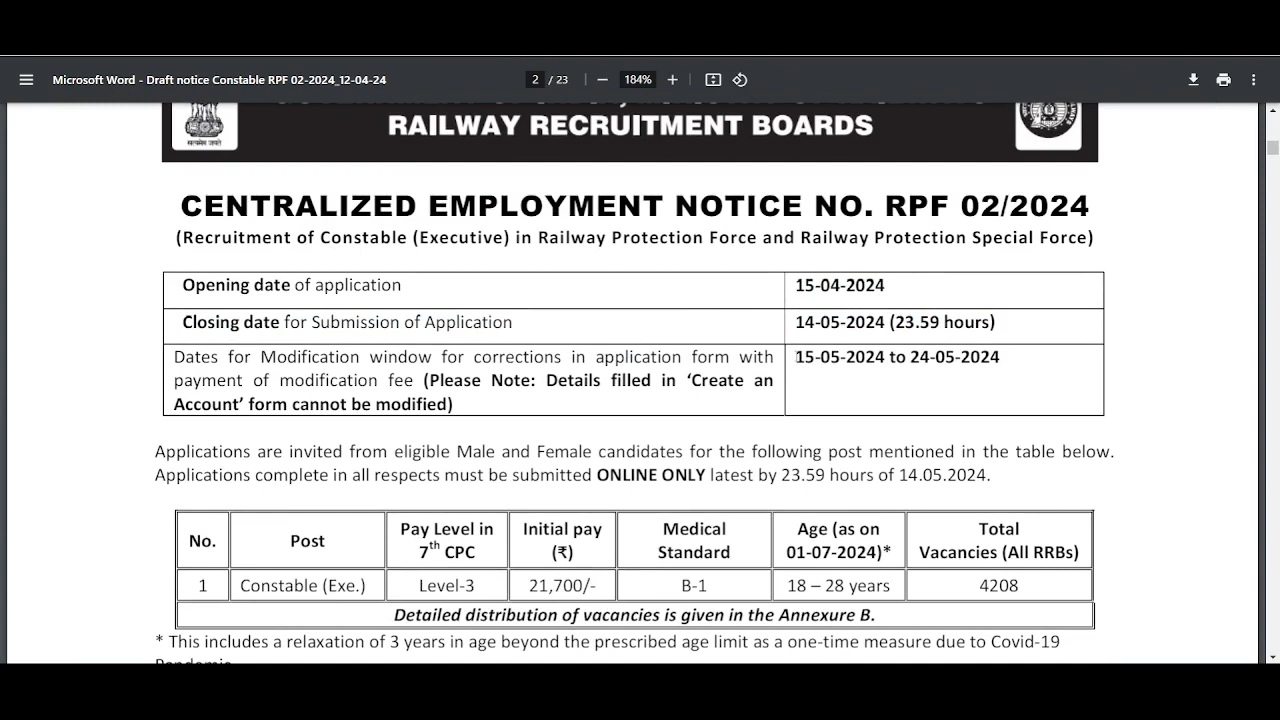 Microsoft Word - Draft notice Constable RPF 02-2024_12-04-24
2 / 23
184%
RAILWAY RECRUITMENT BOARDS
सत्यमेव जयते
CENTRALIZED EMPLOYMENT NOTICE NO. RPF 02/2024
(Recruitment of Constable (Executive) in Railway Protection Force and Railway Protection Special Force)
Opening date of application 15-04-2024
Closing date for Submission of Application 14-05-2024 (23.59 hours)
Dates for Modification window for corrections in application form with 15-05-2024 to 24-05-2024
payment of modification fee (Please Note: Details filled in ‘Create an
Account’ form cannot be modified)
Applications are invited from eligible Male and Female candidates for the following post mentioned in the table below.
Applications complete in all respects must be submitted ONLINE ONLY latest by 23.59 hours of 14.05.2024.
No. Post Pay Level in 7th CPC Initial pay (₹) Medical Standard Age (as on 01-07-2024)* Total Vacancies (All RRBs)
1 Constable (Exe.) Level-3 21,700/- B-1 18 – 28 years 4208
Detailed distribution of vacancies is given in the Annexure B.
* This includes a relaxation of 3 years in age beyond the prescribed age limit as a one-time measure due to Covid-19